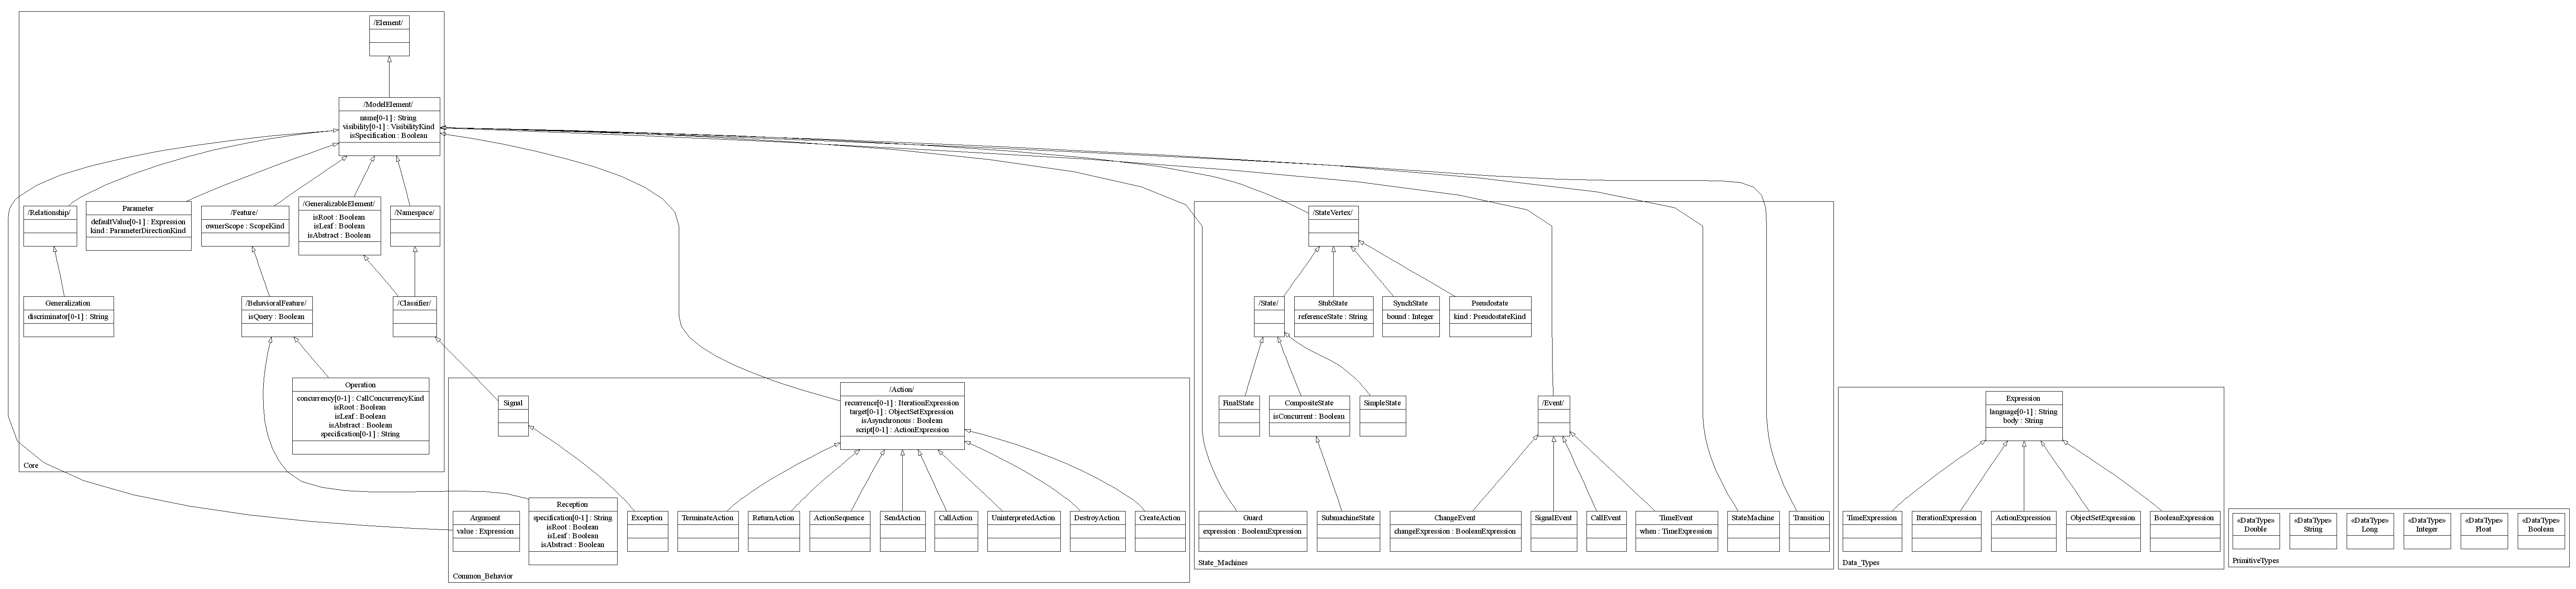 /Element/
/ModelElement/
name[0-1] : String
visibility[0-1] : VisibilityKind
isSpecification : Boolean
/Relationship/
Parameter
defaultValue[0-1] : Expression
kind : ParameterDirectionKind
/Feature/
ownerScope : ScopeKind
/GeneralizableElement/
isRoot : Boolean
isLeaf : Boolean
isAbstract : Boolean
/Namespace/
Generalization
discriminator[0-1] : String
/BehavioralFeature/
isQuery : Boolean
/Classifier/
Operation
concurrency[0-1] : CallConcurrencyKind
isRoot : Boolean
isLeaf : Boolean
isAbstract : Boolean
specification[0-1] : String
Core
Signal
/Action/
recurrence[0-1] : IterationExpression
target[0-1] : ObjectSetExpression
isAsynchronous : Boolean
script[0-1] : ActionExpression
Argument
value : Expression
Reception
specification[0-1] : String
isRoot : Boolean
isLeaf : Boolean
isAbstract : Boolean
Exception
TerminateAction
ReturnAction
ActionSequence
SendAction
CallAction
UninterpretedAction
DestroyAction
CreateAction
Common_Behavior
/StateVertex/
/State/
StubState
referenceState : String
SynchState
bound : Integer
Pseudostate
kind : PseudostateKind
FinalState
CompositeState
isConcurrent : Boolean
SimpleState
/Event/
Guard
expression : BooleanExpression
SubmachineState
ChangeEvent
changeExpression : BooleanExpression
SignalEvent
CallEvent
TimeEvent
when : TimeExpression
StateMachine
Transition
State_Machines
Expression
language[0-1] : String
body : String
TimeExpression
IterationExpression
ActionExpression
ObjectSetExpression
BooleanExpression
Data_Types
«DataType»
Double
«DataType»
String
«DataType»
Long
«DataType»
Integer
«DataType»
Float
«DataType»
Boolean
PrimitiveTypes